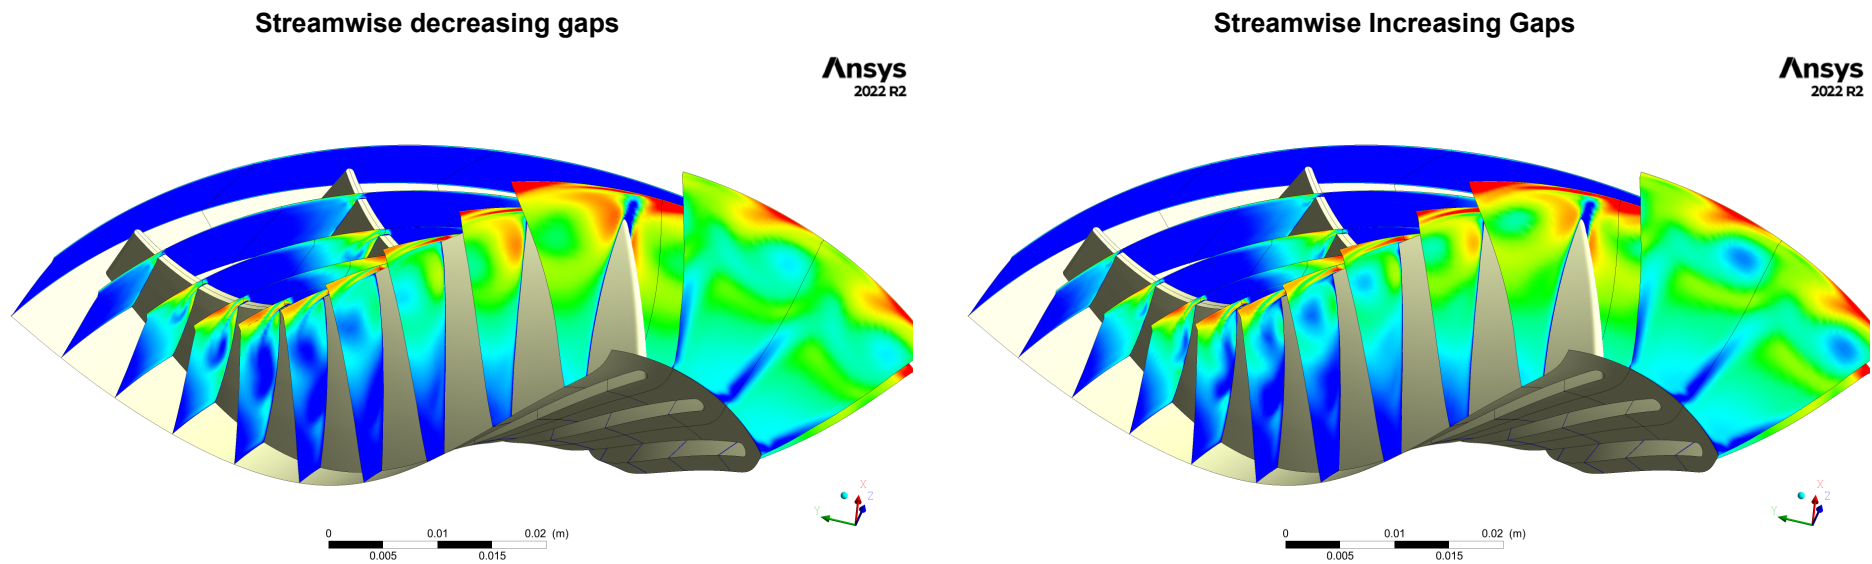 Streamwise decreasing gaps
Ansys
2022 R2
X
Y
Z
0
0.01
0.02
(m)
0.005
0.015
Streamwise Increasing Gaps
Ansys
2022 R2
X
Y
Z
0
0.01
0.02
(m)
0.005
0.015